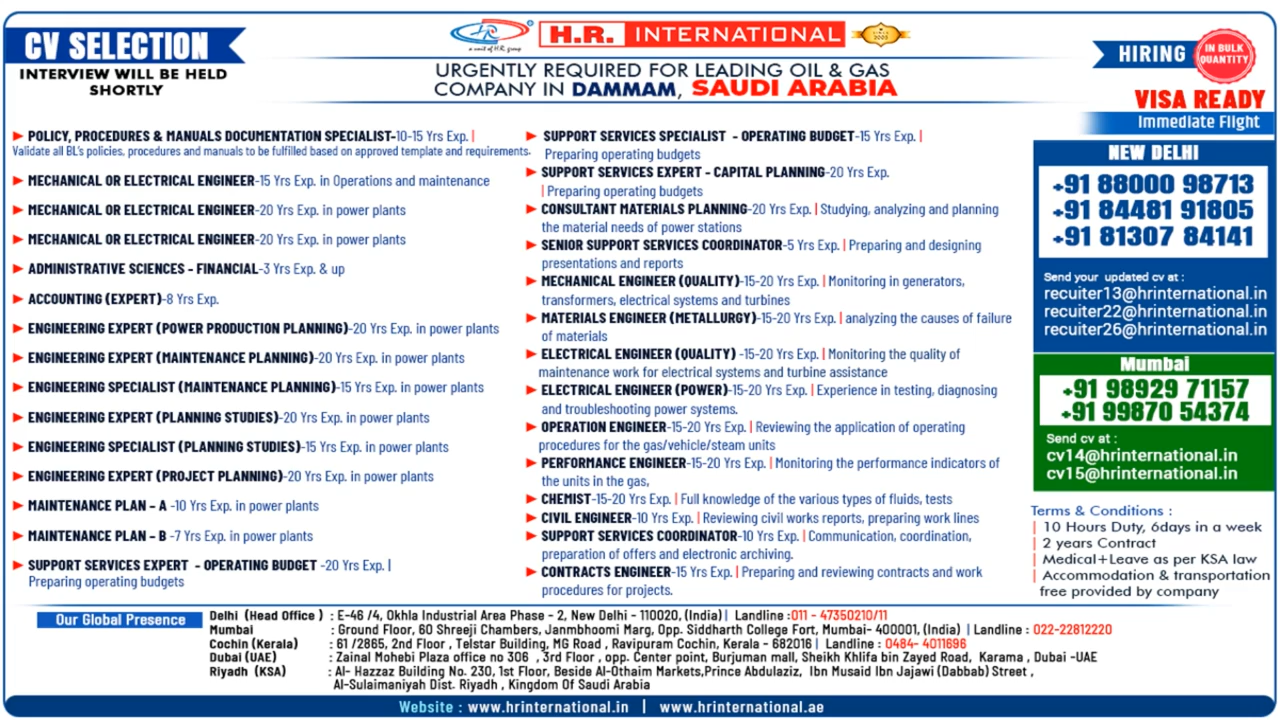 CV SELECTION
INTERVIEW WILL BE HELD
SHORTLY
a unit of H.R. group
H.R. INTERNATIONAL
URGENTLY REQUIRED FOR LEADING OIL & GAS
COMPANY IN DAMMAM, SAUDI ARABIA
HIRING
IN BULK
QUANTITY
VISA READY
Immediate Flight
► POLICY, PROCEDURES & MANUALS DOCUMENTATION SPECIALIST-10-15 Yrs Exp. |
Validate all BL's policies, procedures and manuals to be fulfilled based on approved template and requirements.
► MECHANICAL OR ELECTRICAL ENGINEER-15 Yrs Exp. in Operations and maintenance
► MECHANICAL OR ELECTRICAL ENGINEER-20 Yrs Exp. in power plants
► MECHANICAL OR ELECTRICAL ENGINEER-20 Yrs Exp. in power plants
► ADMINISTRATIVE SCIENCES - FINANCIAL-3 Yrs Exp. & up
► ACCOUNTING (EXPERT)-8 Yrs Exp.
► ENGINEERING EXPERT (POWER PRODUCTION PLANNING)-20 Yrs Exp. in power plants
► ENGINEERING EXPERT (MAINTENANCE PLANNING)-20 Yrs Exp. in power plants
► ENGINEERING SPECIALIST (MAINTENANCE PLANNING)-15 Yrs Exp. in power plants
► ENGINEERING EXPERT (PLANNING STUDIES)-20 Yrs Exp. in power plants
► ENGINEERING SPECIALIST (PLANNING STUDIES)-15 Yrs Exp. in power plants
► ENGINEERING EXPERT (PROJECT PLANNING)-20 Yrs Exp. in power plants
► MAINTENANCE PLAN - A -10 Yrs Exp. in power plants
► MAINTENANCE PLAN - B -7 Yrs Exp. in power plants
► SUPPORT SERVICES EXPERT - OPERATING BUDGET -20 Yrs Exp. |
Preparing operating budgets
► SUPPORT SERVICES SPECIALIST - OPERATING BUDGET-15 Yrs Exp. |
Preparing operating budgets
► SUPPORT SERVICES EXPERT - CAPITAL PLANNING-20 Yrs Exp.
| Preparing operating budgets
► CONSULTANT MATERIALS PLANNING-20 Yrs Exp. | Studying, analyzing and planning
the material needs of power stations
► SENIOR SUPPORT SERVICES COORDINATOR-5 Yrs Exp. | Preparing and designing
presentations and reports
► MECHANICAL ENGINEER (QUALITY)-15-20 Yrs Exp. | Monitoring in generators,
transformers, electrical systems and turbines
► MATERIALS ENGINEER (METALLURGY)-15-20 Yrs Exp. | analyzing the causes of failure
of materials
► ELECTRICAL ENGINEER (QUALITY) -15-20 Yrs Exp. | Monitoring the quality of
maintenance work for electrical systems and turbine assistance
► ELECTRICAL ENGINEER (POWER)-15-20 Yrs Exp. | Experience in testing, diagnosing
and troubleshooting power systems.
► OPERATION ENGINEER-15-20 Yrs Exp. | Reviewing the application of operating
procedures for the gas/vehicle/steam units
► PERFORMANCE ENGINEER-15-20 Yrs Exp. | Monitoring the performance indicators of
the units in the gas,
► CHEMIST-15-20 Yrs Exp. | Full knowledge of the various types of fluids, tests
► CIVIL ENGINEER-10 Yrs Exp. | Reviewing civil works reports, preparing work lines
► SUPPORT SERVICES COORDINATOR-10 Yrs Exp. | Communication, coordination,
preparation of offers and electronic archiving.
► CONTRACTS ENGINEER-15 Yrs Exp. | Preparing and reviewing contracts and work
procedures for projects.
NEW DELHI
+91 88000 98713
+91 84481 91805
+91 81307 84141
Send your updated cv at :
recuiter13@hrinternational.in
recuiter22@hrinternational.in
recuiter26@hrinternational.in
Mumbai
+91 98929 71157
+91 99870 54374
Send cv at :
cv14@hrinternational.in
cv15@hrinternational.in
Terms & Conditions :
| 10 Hours Duty, 6days in a week
| 2 years Contract
| Medical+Leave as per KSA law
| Accommodation & transportation
free provided by company
Our Global Presence
Delhi (Head Office ) : E-46 /4, Okhla Industrial Area Phase - 2, New Delhi - 110020, (India) | Landline :011 - 47350210/11
Mumbai : Ground Floor, 60 Shreeji Chambers, Janmbhoomi Marg, Opp. Siddharth College Fort, Mumbai- 400001, (India) | Landline : 022-22812220
Cochin (Kerala) : 61 /2865, 2nd Floor , Telstar Building, MG Road , Ravipuram Cochin, Kerala - 682016 | Landline : 0484- 4011696
Dubai (UAE) : Zainal Mohebi Plaza office no 306 , 3rd Floor , opp. Center point, Burjuman mall, Sheikh Khlifa bin Zayed Road, Karama , Dubai -UAE
Riyadh (KSA) : Al- Hazzaz Building No. 230, 1st Floor, Beside Al-Othaim Markets,Prince Abdulaziz, Ibn Musaid Ibn Jajawi (Dabbab) Street ,
Al-Sulaimaniyah Dist. Riyadh , Kingdom Of Saudi Arabia
Website : www.hrinternational.in | www.hrinternational.ae